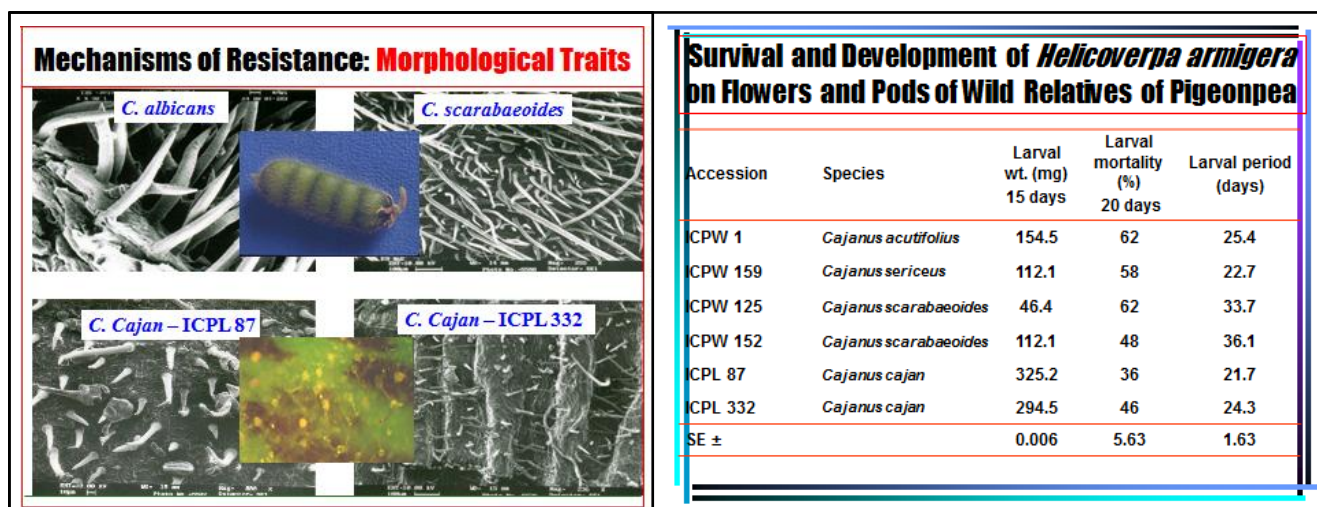 Mechanisms of Resistance: Morphological Traits
C. albicans
C. scarabaeoides
C. Cajan – ICPL 87
C. Cajan – ICPL 332
Survival and Development of Helicoverpa armigera
on Flowers and Pods of Wild Relatives of Pigeonpea
Accession Species Larval wt. (mg) 15 days Larval mortality (%) 20 days Larval period (days)
ICPW 1 Cajanus acutifolius 154.5 62 25.4
ICPW 159 Cajanus sericeus 112.1 58 22.7
ICPW 125 Cajanus scarabaeoides 46.4 62 33.7
ICPW 152 Cajanus scarabaeoides 112.1 48 36.1
ICPL 87 Cajanus cajan 325.2 36 21.7
ICPL 332 Cajanus cajan 294.5 46 24.3
SE ± 0.006 5.63 1.63